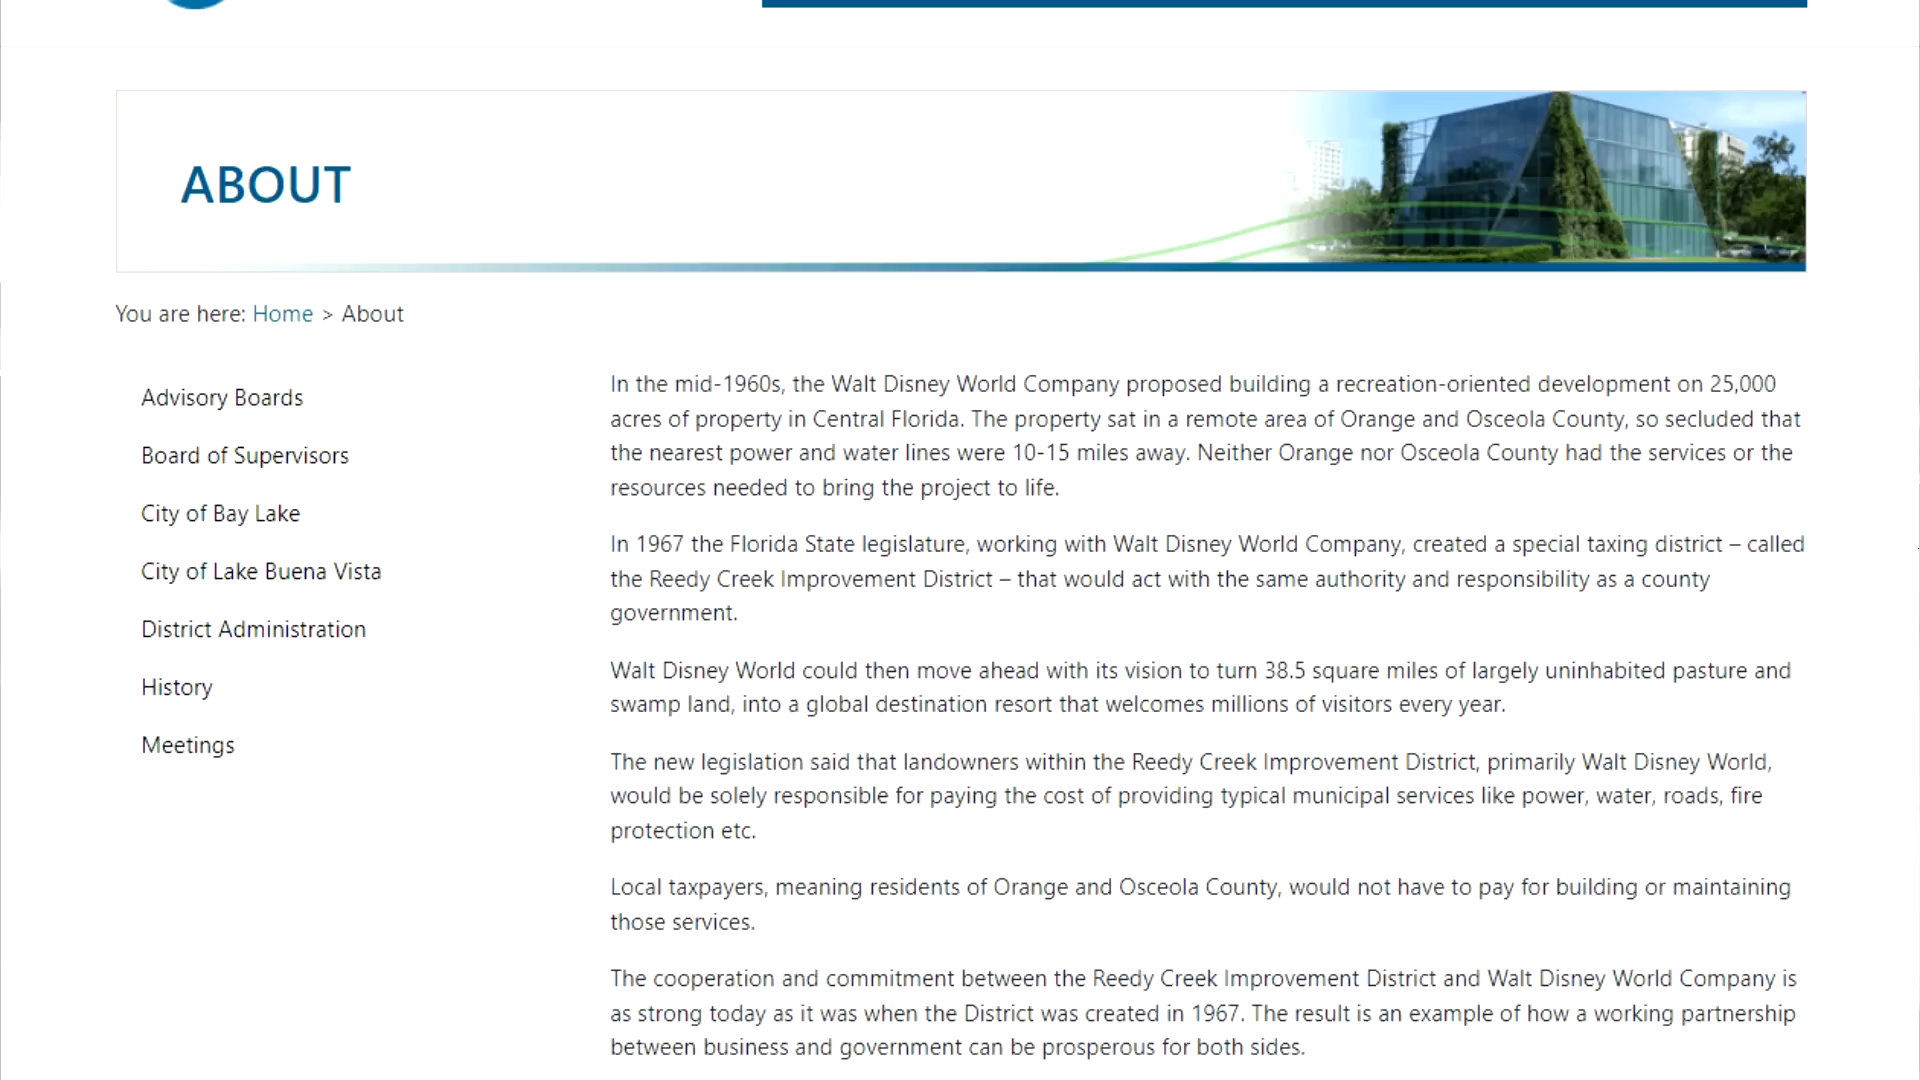 ABOUT
You are here: Home > About
Advisory Boards
Board of Supervisors
City of Bay Lake
City of Lake Buena Vista
District Administration
History
Meetings
In the mid-1960s, the Walt Disney World Company proposed building a recreation-oriented development on 25,000
acres of property in Central Florida. The property sat in a remote area of Orange and Osceola County, so secluded that
the nearest power and water lines were 10-15 miles away. Neither Orange nor Osceola County had the services or the
resources needed to bring the project to life.
In 1967 the Florida State legislature, working with Walt Disney World Company, created a special taxing district – called
the Reedy Creek Improvement District – that would act with the same authority and responsibility as a county
government.
Walt Disney World could then move ahead with its vision to turn 38.5 square miles of largely uninhabited pasture and
swamp land, into a global destination resort that welcomes millions of visitors every year.
The new legislation said that landowners within the Reedy Creek Improvement District, primarily Walt Disney World,
would be solely responsible for paying the cost of providing typical municipal services like power, water, roads, fire
protection etc.
Local taxpayers, meaning residents of Orange and Osceola County, would not have to pay for building or maintaining
those services.
The cooperation and commitment between the Reedy Creek Improvement District and Walt Disney World Company is
as strong today as it was when the District was created in 1967. The result is an example of how a working partnership
between business and government can be prosperous for both sides.